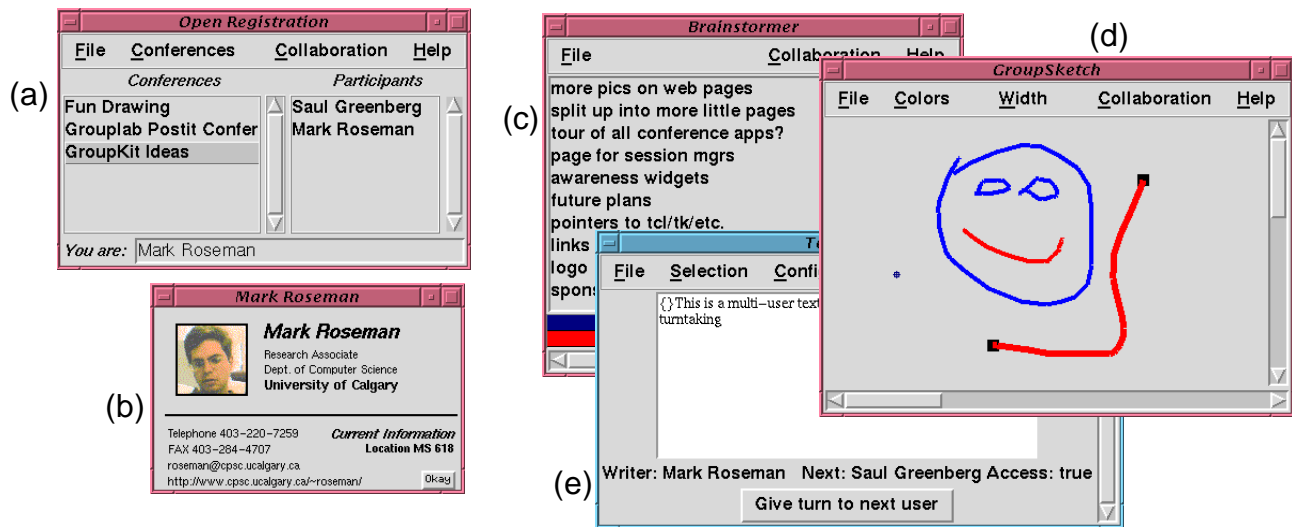 (a)
Open Registration
File Conferences Collaboration Help
Conferences Participants
Fun Drawing
Grouplab Postit Confer
GroupKit Ideas
Saul Greenberg
Mark Roseman
You are: Mark Roseman
(b)
Mark Roseman
Mark Roseman
Research Associate
Dept. of Computer Science
University of Calgary
Telephone 403-220-7259
FAX 403-284-4707
roseman@cpsc.ucalgary.ca
http://www.cpsc.ucalgary.ca/~roseman/
Current Information
Location MS 618
Okay
(c)
Brainstormer
File Collaboration Help
more pics on web pages
split up into more little pages
tour of all conference apps?
page for session mgrs
awareness widgets
future plans
pointers to tcl/tk/etc.
links
logo
spons
(d)
GroupSketch
File Colors Width Collaboration Help
(e)
File Selection Confi
{}This is a multi-user text
turntaking
Writer: Mark Roseman Next: Saul Greenberg Access: true
Give turn to next user